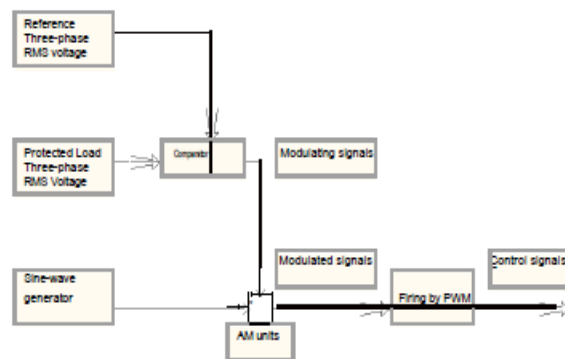 Reference
Three-phase
RMS voltage
Protected Load
Three-phase
RMS Voltage
Comparator
Modulating signals
Sine-wave
generator
Modulated signals
Control signals
Firing by PWM
AM units